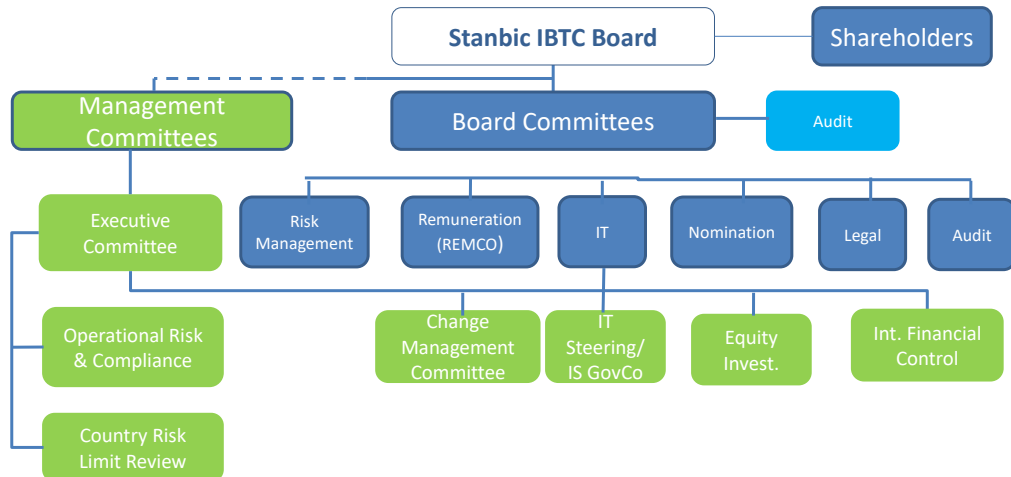 Stanbic IBTC Board
Shareholders
Management
Committees
Board Committees
Audit
Executive
Committee
Risk
Management
Remuneration
(REMCO)
IT
Nomination
Legal
Audit
Operational Risk
& Compliance
Change
Management
Committee
IT
Steering/
IS GovCo
Equity
Invest.
Int. Financial
Control
Country Risk
Limit Review